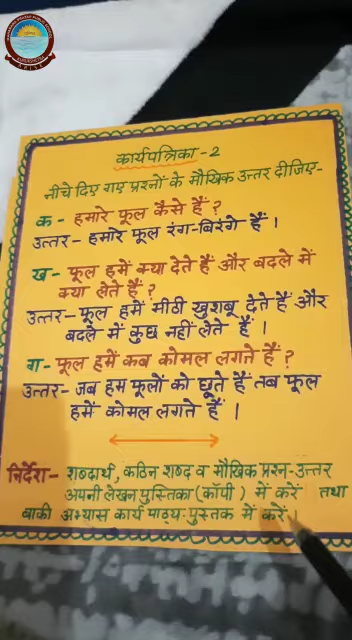 कार्यपत्रिका - 2
नीचे दिए गए प्रश्नों के मौखिक उत्तर दीजिए-
क - हमारे फूल कैसे हैं ?
उत्तर - हमारे फूल रंग-बिरंगे हैं ।
ख - फूल हमें क्या देते हैं और बदले में
क्या लेते हैं ?
उत्तर - फूल हमें मीठी खुशबू देते हैं और
बदले में कुछ नहीं लेते हैं ।
ग - फूल हमें कब कोमल लगते हैं ?
उत्तर - जब हम फूलों को छूते हैं तब फूल
हमें कोमल लगते हैं ।
निर्देश - शब्दार्थ, कठिन शब्द व मौखिक प्रश्न-उत्तर
अपनी लेखन पुस्तिका (कॉपी) में करें तथा
बाकी अभ्यास कार्य पाठ्य-पुस्तक में करें ।